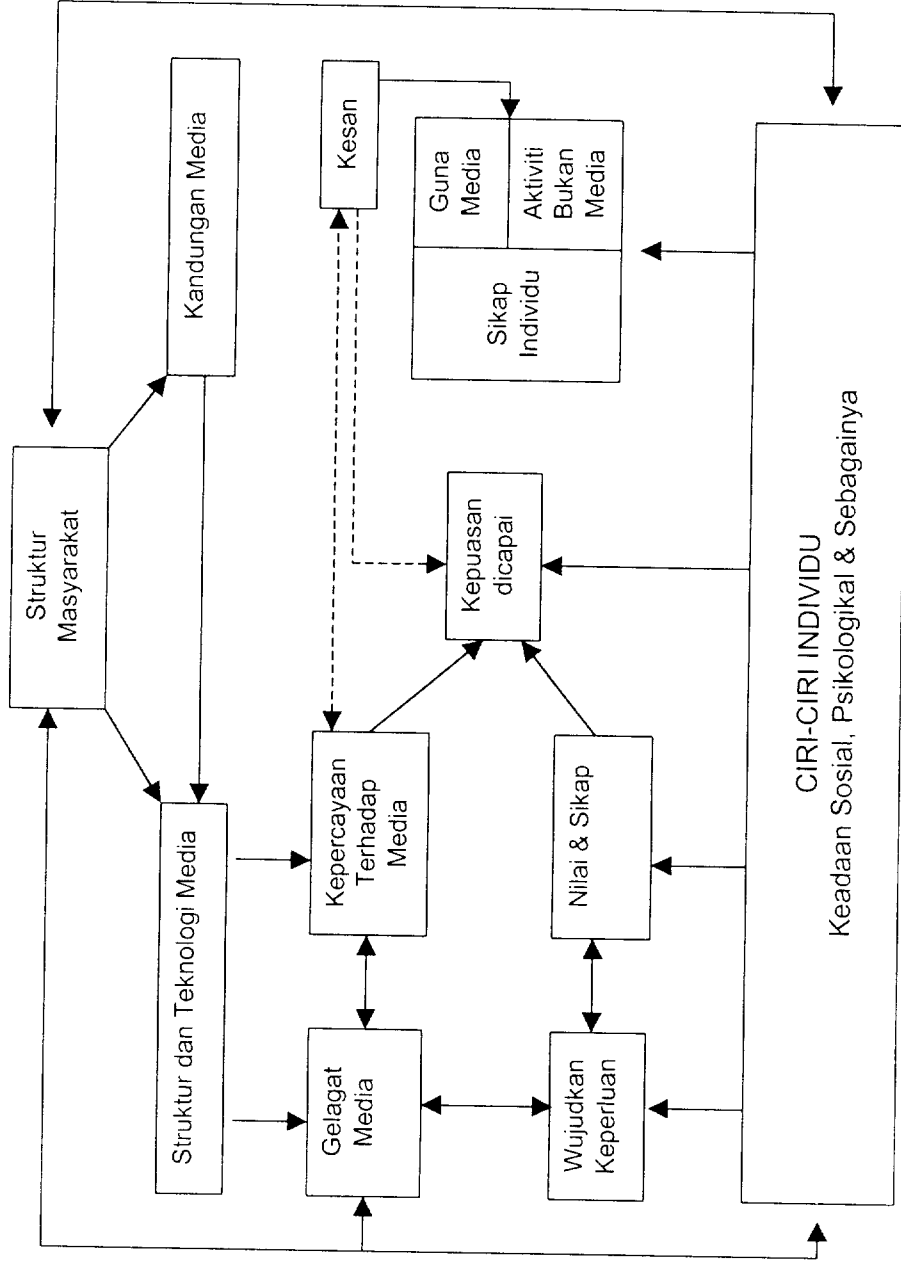 Struktur
Masyarakat
Struktur dan Teknologi Media
Kandungan Media
Gelagat
Media
Kepercayaan
Terhadap
Media
Kesan
Wujudkan
Keperluan
Nilai & Sikap
Kepuasan
dicapai
Sikap
Individu
Guna
Media
Aktiviti
Bukan
Media
CIRI-CIRI INDIVIDU
Keadaan Sosial, Psikologikal & Sebagainya